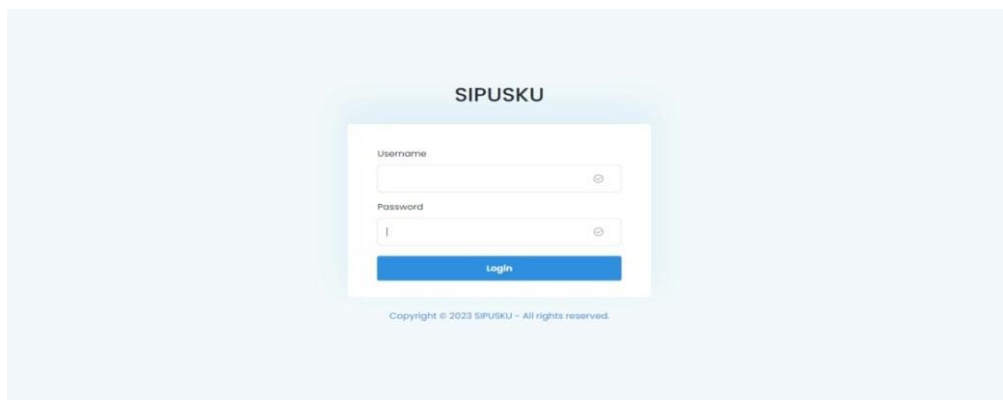 SIPUSKU
Username
Password
Login
Copyright © 2023 SIPUSKU - All rights reserved.